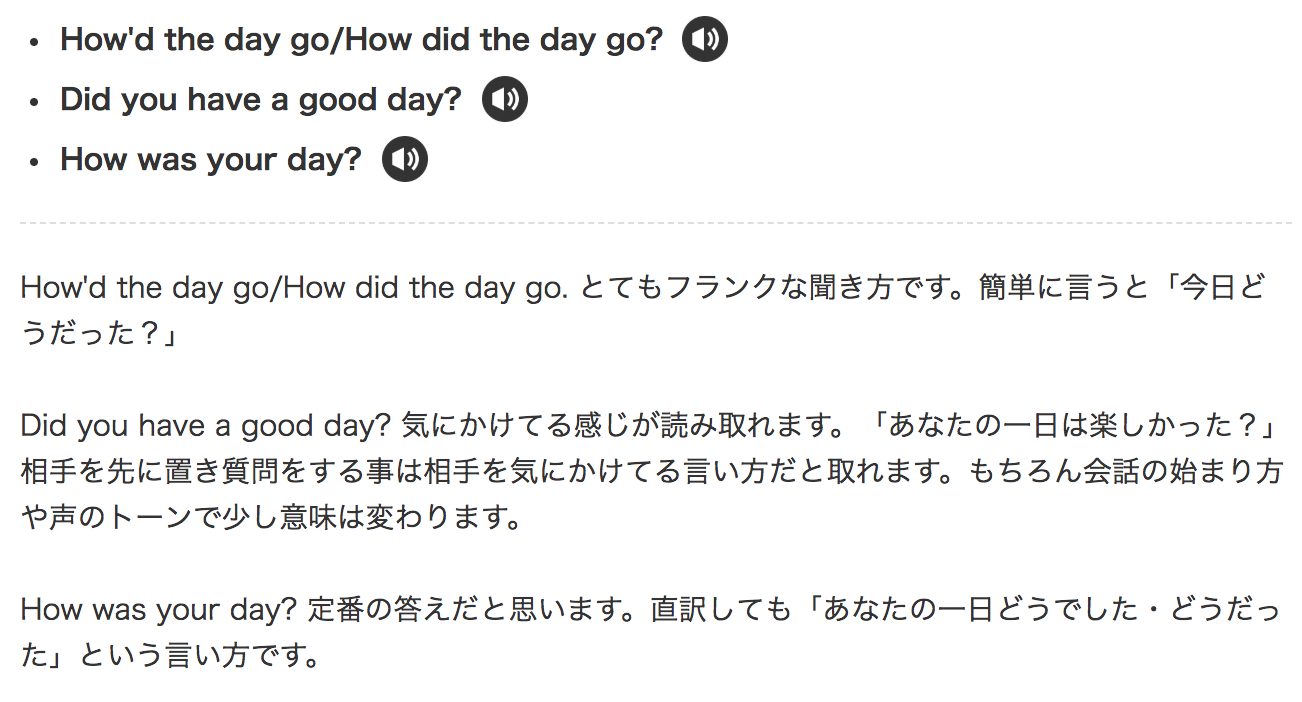 How'd the day go/How did the day go?
Did you have a good day?
How was your day?
How'd the day go/How did the day go. とてもフランクな聞き方です。簡単に言うと「今日ど
うだった？」
Did you have a good day? 気にかけてる感じが読み取れます。「あなたの一日は楽しかった？」
相手を先に置き質問をする事は相手を気にかけてる言い方だと取れます。もちろん会話の始まり方
や声のトーンで少し意味は変わります。
How was your day? 定番の答えだと思います。直訳しても「あなたの一日どうでした・どうだっ
た」という言い方です。